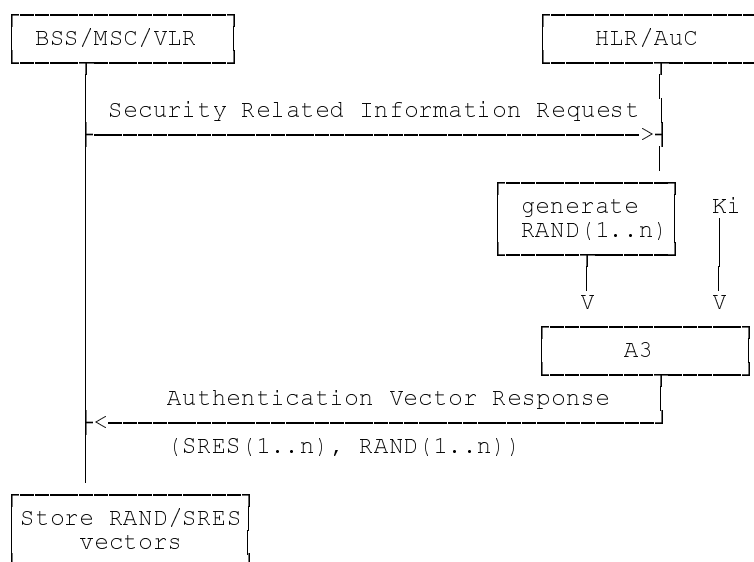 BSS/MSC/VLR
HLR/AuC
Security Related Information Request
generate
RAND(1..n)
Ki
V
V
A3
Authentication Vector Response
(SRES(1..n), RAND(1..n))
Store RAND/SRES
vectors